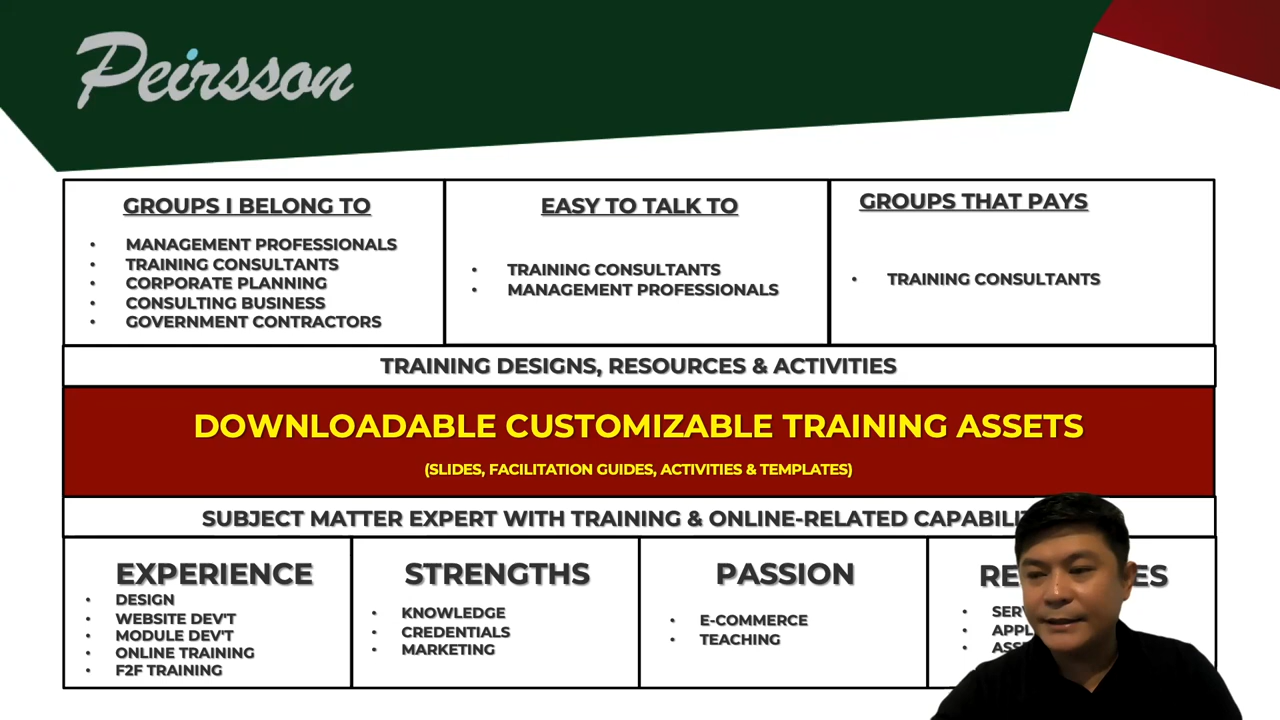 Peirsson
GROUPS I BELONG TO
• MANAGEMENT PROFESSIONALS
• TRAINING CONSULTANTS
• CORPORATE PLANNING
• CONSULTING BUSINESS
• GOVERNMENT CONTRACTORS
EASY TO TALK TO
• TRAINING CONSULTANTS
• MANAGEMENT PROFESSIONALS
GROUPS THAT PAYS
• TRAINING CONSULTANTS
TRAINING DESIGNS, RESOURCES & ACTIVITIES
DOWNLOADABLE CUSTOMIZABLE TRAINING ASSETS
(SLIDES, FACILITATION GUIDES, ACTIVITIES & TEMPLATES)
SUBJECT MATTER EXPERT WITH TRAINING & ONLINE-RELATED
EXPERIENCE
• DESIGN
• WEBSITE DEV'T
• MODULE DEV'T
• ONLINE TRAINING
• F2F TRAINING
STRENGTHS
• KNOWLEDGE
• CREDENTIALS
• MARKETING
PASSION
• E-COMMERCE
• TEACHING